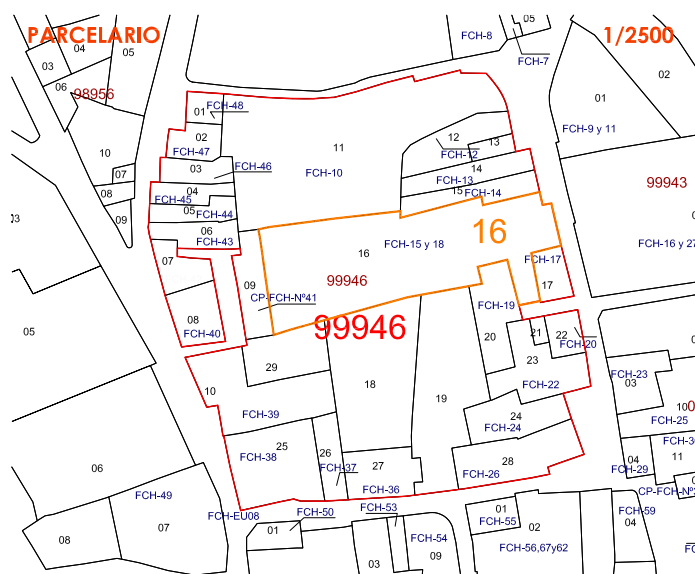 PARCELARIO 1/2500
05
FCH-8
04 05
FCH-7
03
02
06 98956
01
01 FCH-48
FCH-9 y 11
02 11 12 13
10 FCH-47 FCH-12
03 FCH-46 14
07 FCH-10 FCH-13
99943
08 04 15 FCH-14
FCH-45
05 FCH-44
09
06 16
FCH-43 16 FCH-15 y 18 FCH-16 y 27
07 FCH-17
99946
09 17
CP-FCH-Nº41
FCH-19
08 99946
05 FCH-40 20 21 22 FCH-20
23
29 FCH-23
18 03
10 FCH-22
19
FCH-39 24 10
FCH-24 FCH-25
25
26 28 04 11
06 FCH-38 27
FCH-37 FCH-26 FCH-29
FCH-49 FCH-36
FCH-EU08 FCH-50 FCH-53 01 FCH-59
FCH-55
07 01 02 04
08 FCH-54
09 FCH-56,67y62
03